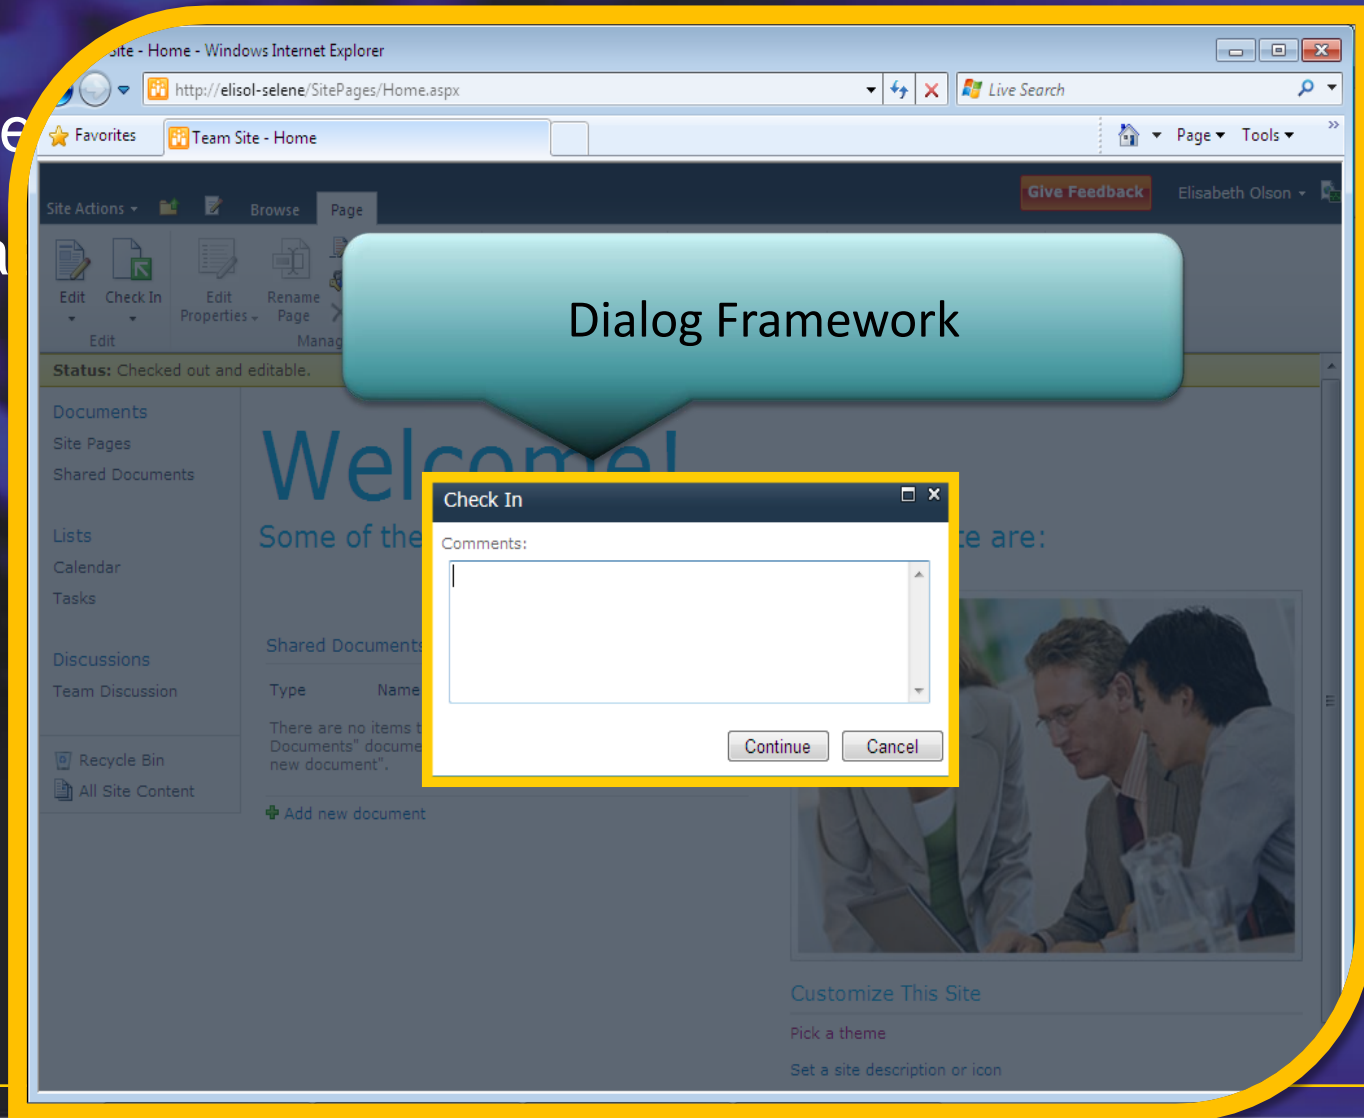 ite - Home - Windows Internet Explorer
http://elisol-selene/SitePages/Home.aspx
Live Search
Favorites
Team Site - Home
Page
Tools
Site Actions
Browse
Page
Give Feedback
Elisabeth Olson
Edit
Check In
Edit Properties
Rename Page
Edit
Manag
Dialog Framework
Status: Checked out and editable.
Documents
Site Pages
Shared Documents
Lists
Calendar
Tasks
Discussions
Team Discussion
Recycle Bin
All Site Content
Welcome!
Some of the
te are:
Check In
Comments:
Continue
Cancel
Shared Documents
Type
Name
There are no items t
Documents" docume
new document".
Add new document
Customize This Site
Pick a theme
Set a site description or icon